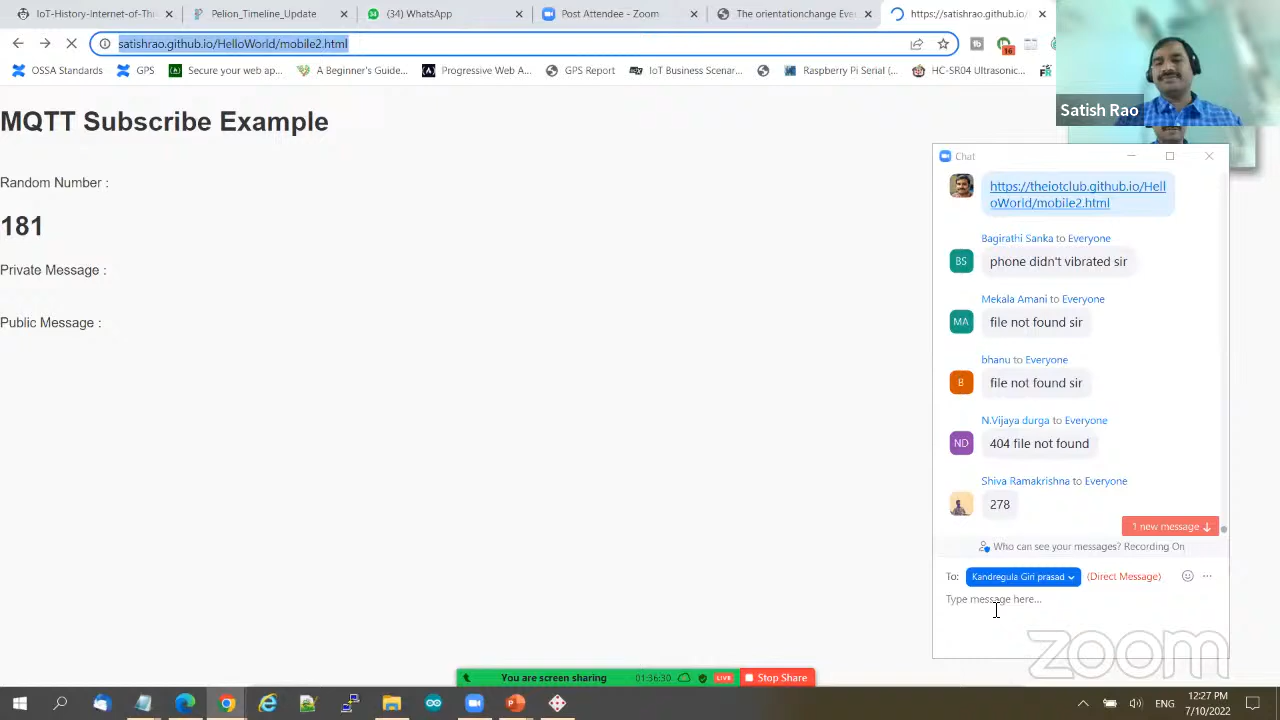 IoT-History-Internet-of-Thi
Pelion_Timeline_Update
(34) WhatsApp
Post Attendee - Zoom
The orientationchange Eve
https://satishrao.github.io/
satishrao.github.io/HelloWorld/mobile2.html
16
OSSA Standards
GPS
Secure your web ap...
A Beginner's Guide...
Progressive Web A...
GPS Report
IoT Business Scenar...
Raspberry Pi Serial (...
HC-SR04 Ultrasonic...
Satish Rao
MQTT Subscribe Example
Random Number :
181
Private Message :
Public Message :
Chat
https://theiotclub.github.io/Hell
oWorld/mobile2.html
Bagirathi Sanka to Everyone
BS
phone didn't vibrated sir
Mekala Amani to Everyone
MA
file not found sir
bhanu to Everyone
B
file not found sir
N.Vijaya durga to Everyone
ND
404 file not found
Shiva Ramakrishna to Everyone
278
1 new message
Who can see your messages? Recording On
To: Kandregula Giri prasad (Direct Message)
Type message here...
zoom
You are screen sharing
01:36:30
LIVE
Stop Share
ENG
12:27 PM
7/10/2022